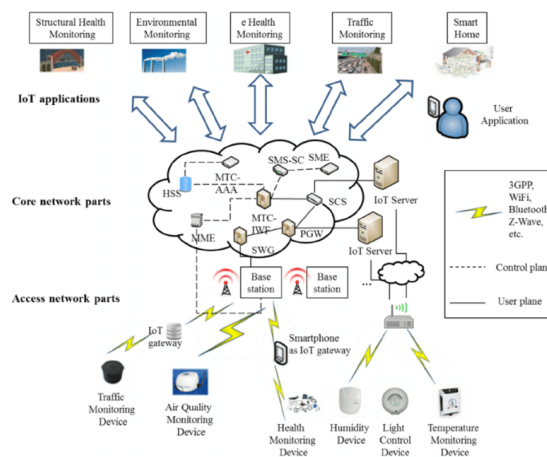 Structural Health
Monitoring
Environmental
Monitoring
e Health
Monitoring
Traffic
Monitoring
Smart
Home
IoT applications
User
Application
SMS-SC
SME
MTC-
AAA
HSS
Core network parts
SCS
IoT Server
MTC-
IWF
MME
PGW
SWG
IoT Server
3GPP,
WiFi,
Bluetooth
Z-Wave,
etc.
Control plan
User plane
Access network parts
Base
station
Base
station
...
IoT
gateway
Smartphone
as IoT gateway
Traffic
Monitoring
Device
Air Quality
Monitoring
Device
Health
Monitoring
Device
Humidity
Device
Light
Control
Device
Temperature
Monitoring
Device